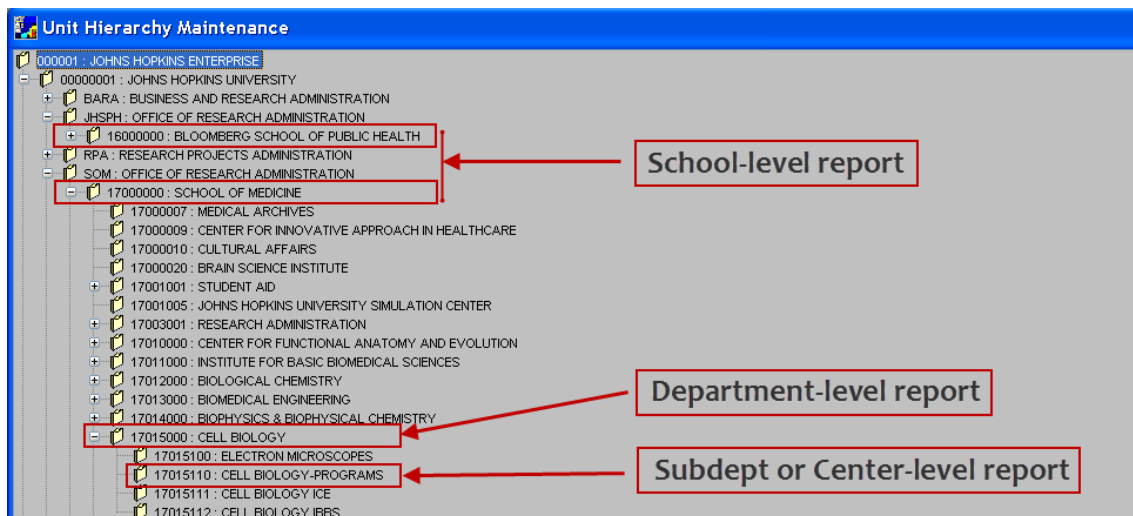 Unit Hierarchy Maintenance
000001 : JOHNS HOPKINS ENTERPRISE
00000001 : JOHNS HOPKINS UNIVERSITY
BARA : BUSINESS AND RESEARCH ADMINISTRATION
JHSPH : OFFICE OF RESEARCH ADMINISTRATION
16000000 : BLOOMBERG SCHOOL OF PUBLIC HEALTH
RPA : RESEARCH PROJECTS ADMINISTRATION
School-level report
SOM : OFFICE OF RESEARCH ADMINISTRATION
17000000 : SCHOOL OF MEDICINE
17000007 : MEDICAL ARCHIVES
17000009 : CENTER FOR INNOVATIVE APPROACH IN HEALTHCARE
17000010 : CULTURAL AFFAIRS
17000020 : BRAIN SCIENCE INSTITUTE
17001001 : STUDENT AID
17001005 : JOHNS HOPKINS UNIVERSITY SIMULATION CENTER
17003001 : RESEARCH ADMINISTRATION
17010000 : CENTER FOR FUNCTIONAL ANATOMY AND EVOLUTION
17011000 : INSTITUTE FOR BASIC BIOMEDICAL SCIENCES
17012000 : BIOLOGICAL CHEMISTRY
17013000 : BIOMEDICAL ENGINEERING
Department-level report
17014000 : BIOPHYSICS & BIOPHYSICAL CHEMISTRY
17015000 : CELL BIOLOGY
17015100 : ELECTRON MICROSCOPES
17015110 : CELL BIOLOGY-PROGRAMS
Subdept or Center-level report
17015111 : CELL BIOLOGY ICE
17015112 : CELL BIOLOGY IBBS